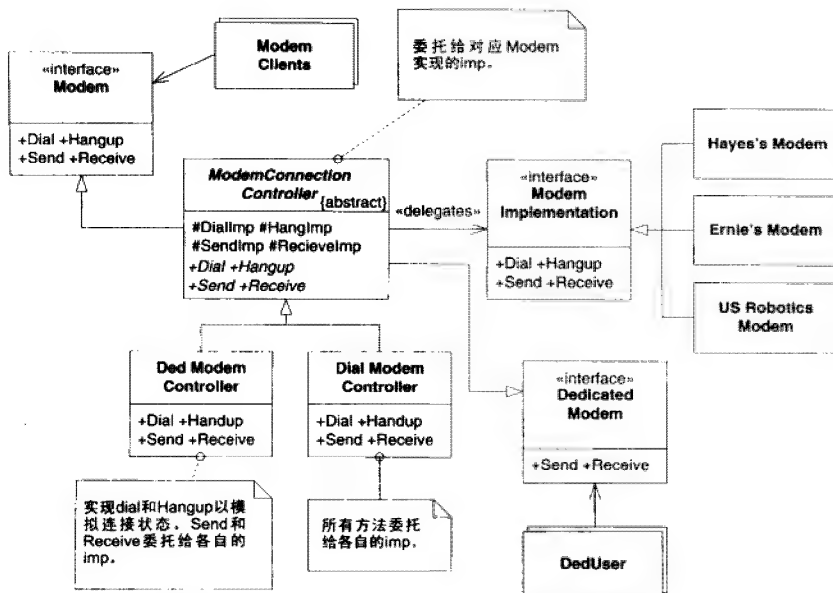 Modem
Clients
委托给对应Modem
实现的imp。
«interface»
Modem
+Dial +Hangup
+Send +Receive
ModemConnection
Controller
{abstract}
#DialImp #HangImp
#SendImp #RecieveImp
+Dial +Hangup
+Send +Receive
«delegates»
«interface»
Modem
Implementation
+Dial +Hangup
+Send +Receive
Hayes's Modem
Ernie's Modem
US Robotics
Modem
Ded Modem
Controller
+Dial +Handup
+Send +Receive
Dial Modem
Controller
+Dial +Handup
+Send +Receive
«interface»
Dedicated
Modem
+Send +Receive
实现dial和Hangup以模
拟连接状态。Send和
Receive委托给各自的
imp。
所有方法委托
给各自的imp。
DedUser